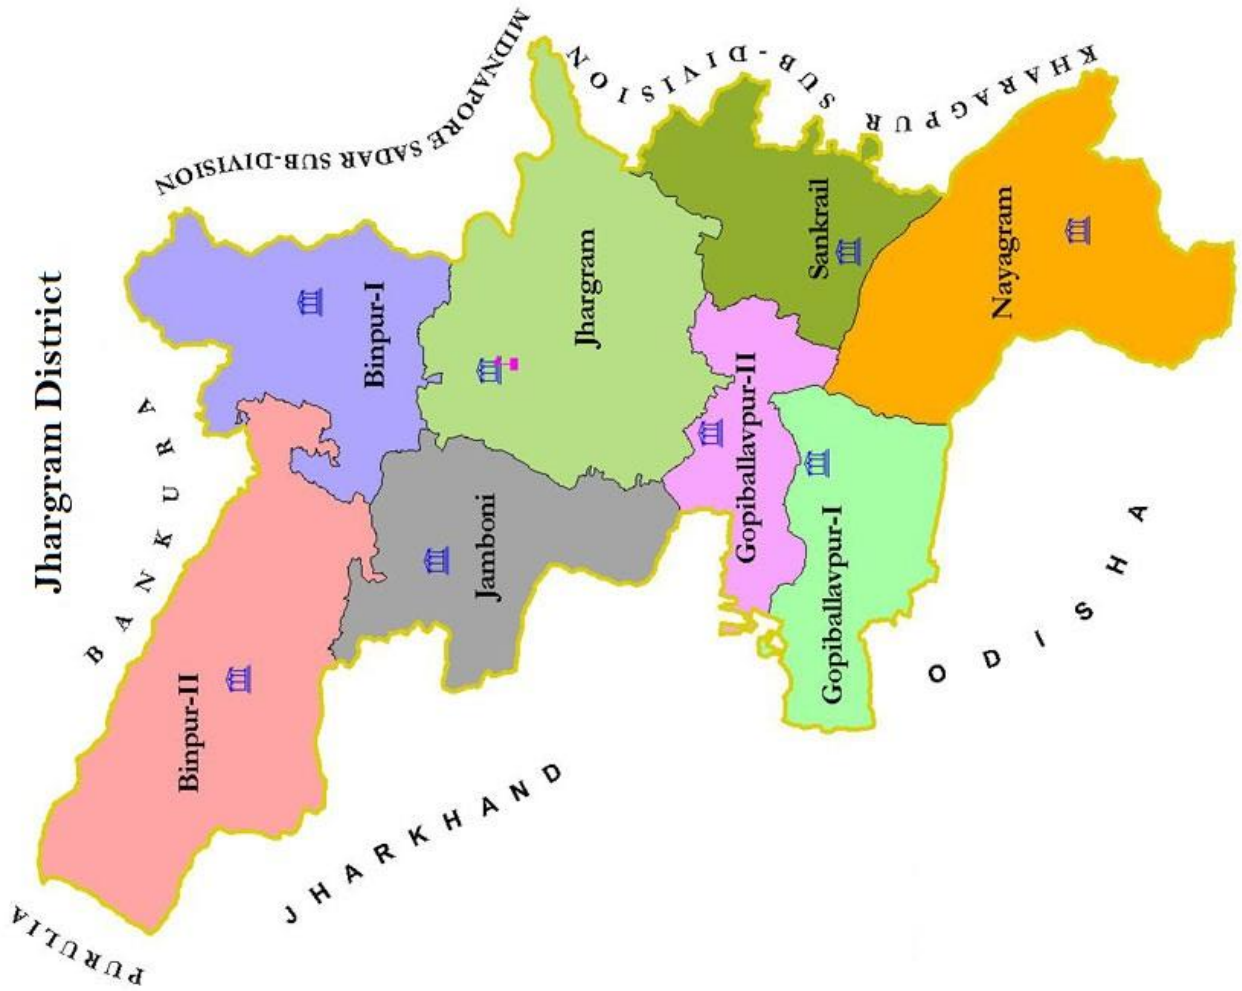 Jhargram District
PURULIA
BANKURA
MIDNAPORE SADAR SUB-DIVISION
KHARAGPUR SUB-DIVISION
JHARKHAND
ODISHA
Binpur-II
Binpur-I
Jamboni
Jhargram
Gopiballavpur-II
Sankrail
Gopiballavpur-I
Nayagram